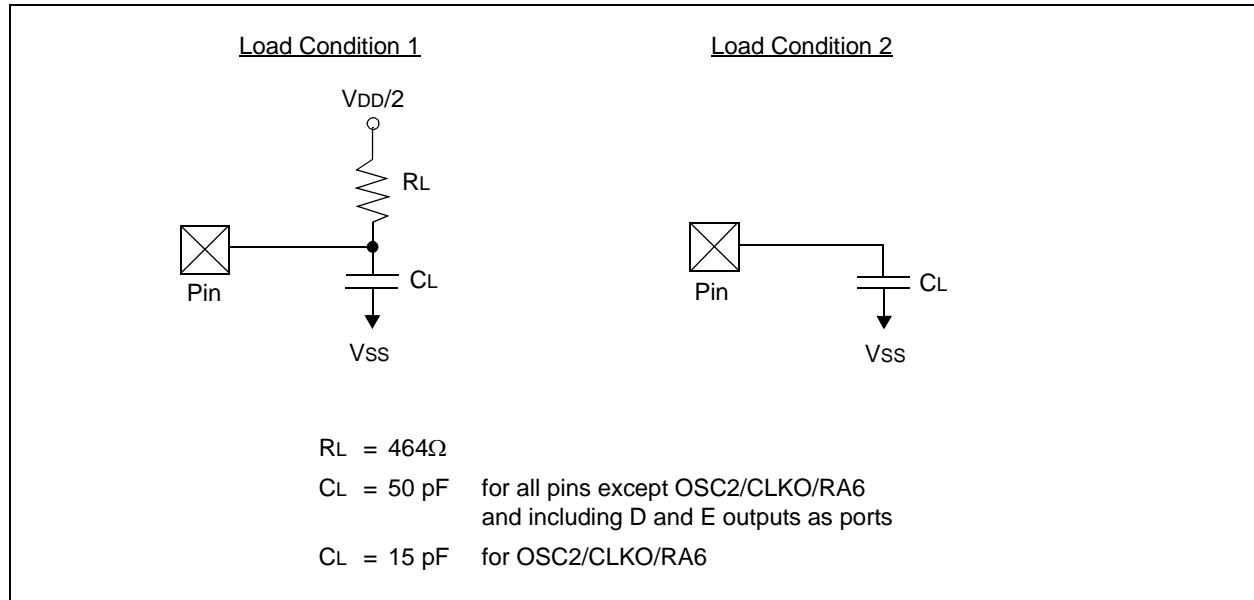 Load Condition 1
Load Condition 2
VDD/2
RL
Pin
CL
VSS
Pin
CL
VSS
RL = 464Ω
CL = 50 pF for all pins except OSC2/CLKO/RA6
and including D and E outputs as ports
CL = 15 pF for OSC2/CLKO/RA6